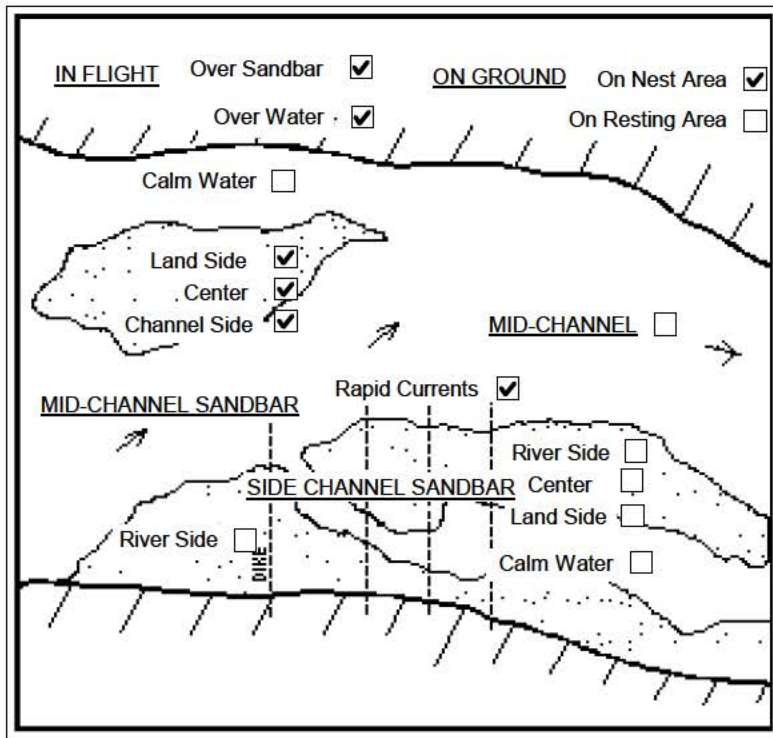 IN FLIGHT Over Sandbar ON GROUND On Nest Area
Over Water On Resting Area
Calm Water
Land Side
Center
Channel Side
MID-CHANNEL
Rapid Currents
MID-CHANNEL SANDBAR
River Side
SIDE CHANNEL SANDBAR Center
Land Side
River Side
DIKE
Calm Water